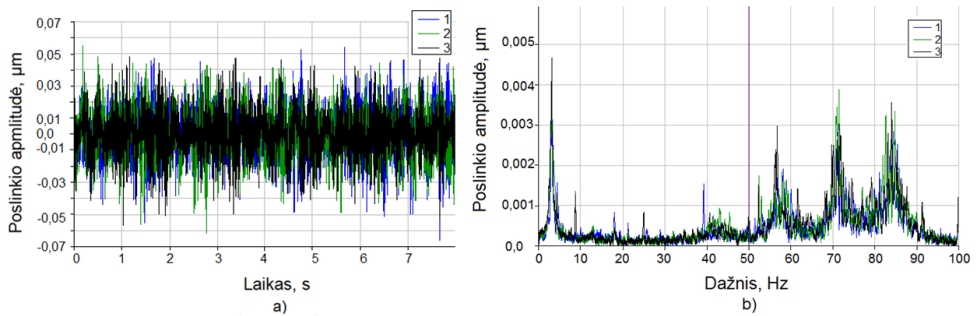 0,07
0,05
0,03
0,01
0,0
-0,01
-0,03
-0,05
-0,07
Poslinkio apmlitudė, µm
1
2
3
0 1 2 3 4 5 6 7
Laikas, s
a)
0,005
0,004
0,003
0,002
0,001
0,0
Poslinkio amplitudė, µm
1
2
3
0 10 20 30 40 50 60 70 80 90 100
Dažnis, Hz
b)